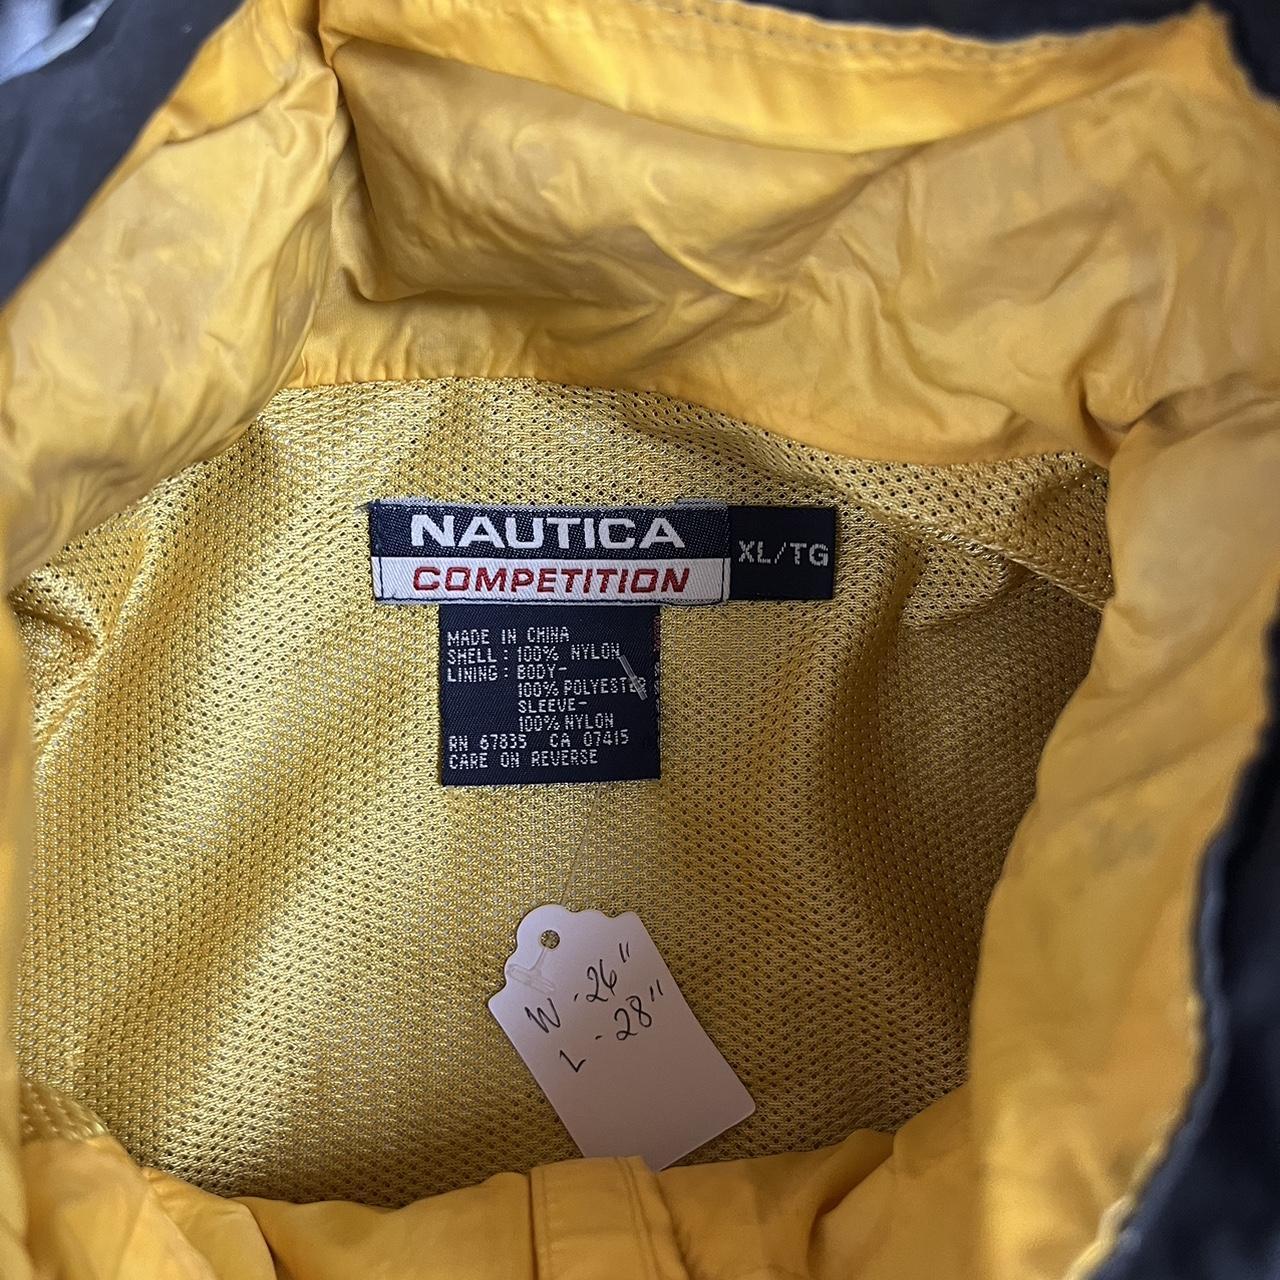 NAUTICA
COMPETITION
XL/TG
MADE IN CHINA
SHELL: 100% NYLON
LINING: BODY-
100% POLYESTER
SLEEVE-
100% NYLON
RN 67835 CA 07415
CARE ON REVERSE
W - 26"
L - 28"